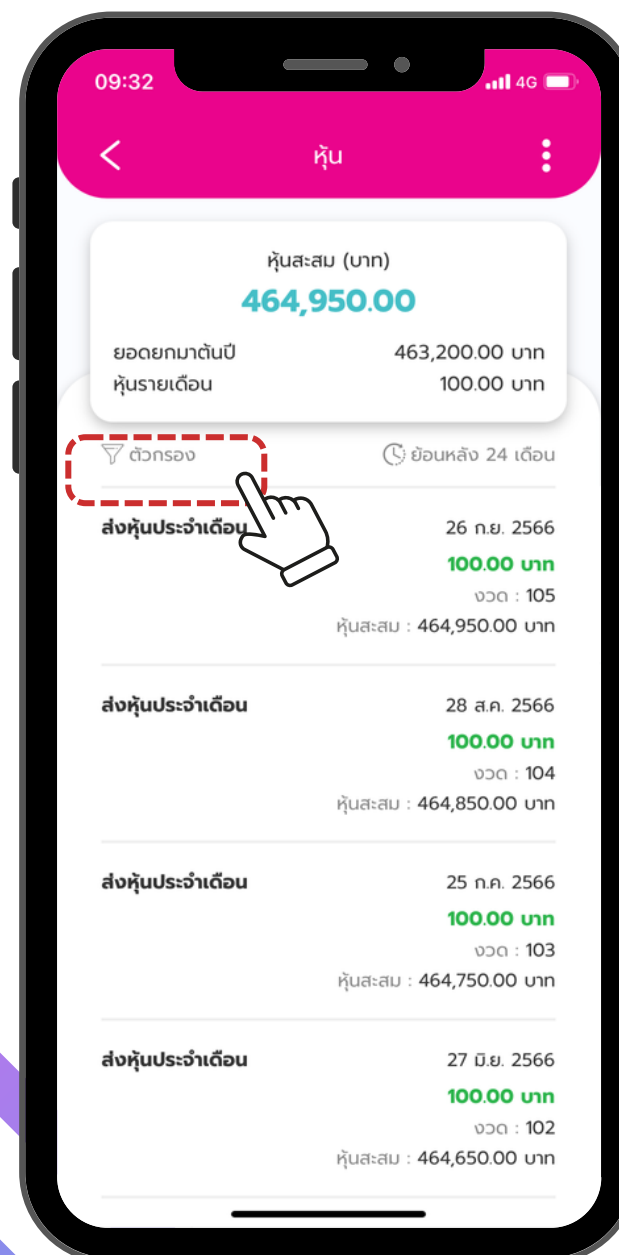 09:32 4G
หุ้น
หุ้นสะสม (บาท)
464,950.00
ยอดยกมาต้นปี 463,200.00 บาท
หุ้นรายเดือน 100.00 บาท
ตัวกรอง ย้อนหลัง 24 เดือน
ส่งหุ้นประจำเดือน 26 ก.ย. 2566
100.00 บาท
งวด : 105
หุ้นสะสม : 464,950.00 บาท
ส่งหุ้นประจำเดือน 28 ส.ค. 2566
100.00 บาท
งวด : 104
หุ้นสะสม : 464,850.00 บาท
ส่งหุ้นประจำเดือน 25 ก.ค. 2566
100.00 บาท
งวด : 103
หุ้นสะสม : 464,750.00 บาท
ส่งหุ้นประจำเดือน 27 มิ.ย. 2566
100.00 บาท
งวด : 102
หุ้นสะสม : 464,650.00 บาท